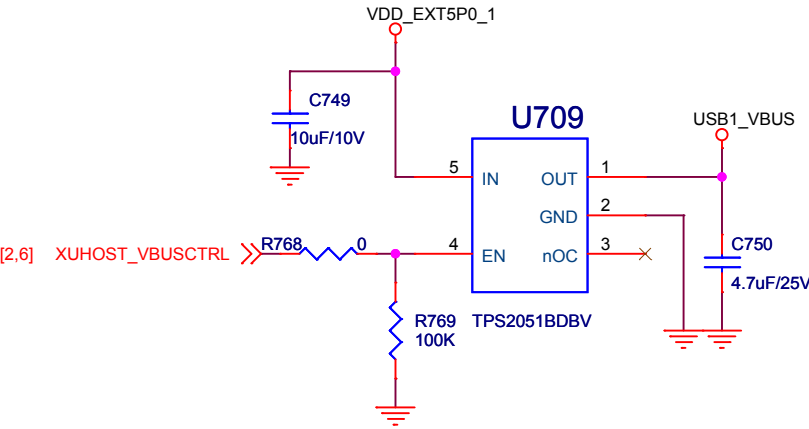 VDD_EXT5P0_1
C749
10uF/10V
U709
USB1_VBUS
5
IN
OUT
1
GND
2
[2,6]
XUHOST_VBUSCTRL
R768
0
4
EN
nOC
3
C750
4.7uF/25V
R769
100K
TPS2051BDBV